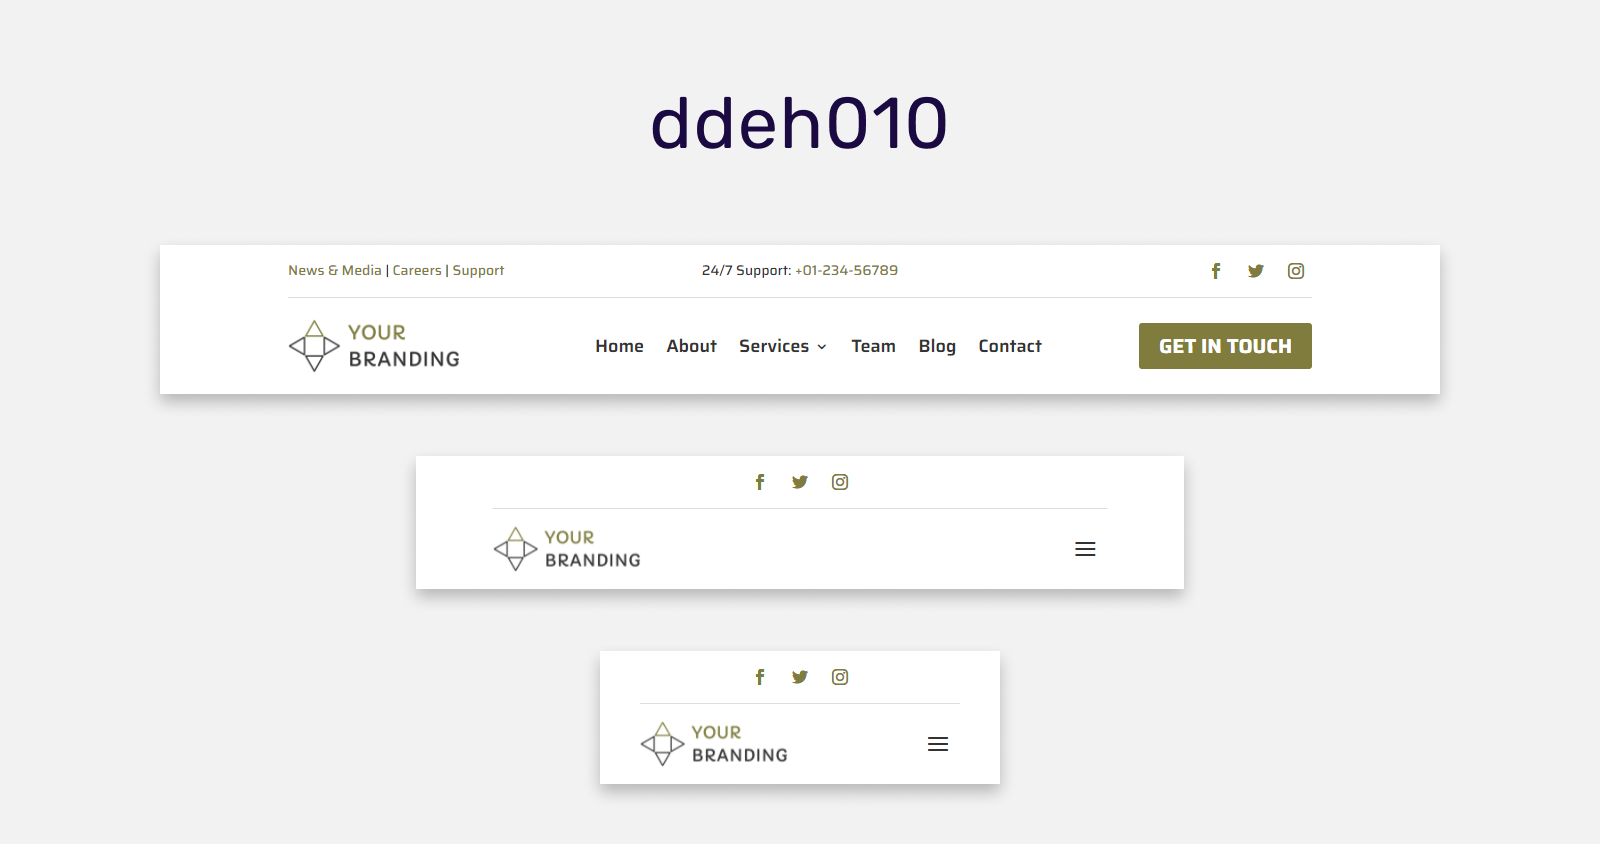 ddeh010
News & Media | Careers | Support
24/7 Support: +01-234-56789
YOUR
BRANDING
Home About Services Team Blog Contact
GET IN TOUCH
YOUR
BRANDING
YOUR
BRANDING